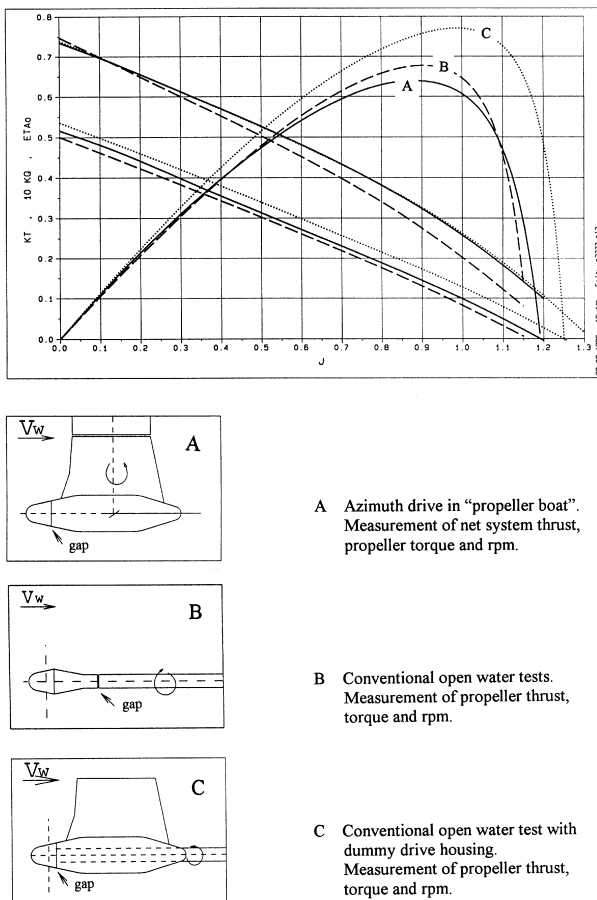 0.8
0.7
0.6
0.5
0.4
0.3
0.2
0.1
0.0
KT , 10 KQ , ETAo
0.0 0.1 0.2 0.3 0.4 0.5 0.6 0.7 0.8 0.9 1.0 1.1 1.2 1.3
J
C
B
A
Vw
A
gap
A Azimuth drive in “propeller boat”.
Measurement of net system thrust,
propeller torque and rpm.
Vw
B
gap
B Conventional open water tests.
Measurement of propeller thrust,
torque and rpm.
Vw
C
gap
C Conventional open water test with
dummy drive housing.
Measurement of propeller thrust,
torque and rpm.